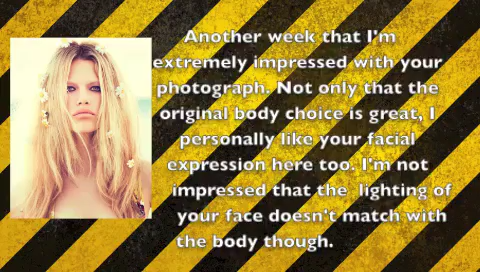 Another week that I'm
extremely impressed with your
photograph. Not only that the
original body choice is great, I
personally like your facial
expression here too. I'm not
impressed that the lighting of
your face doesn't match with
the body though.